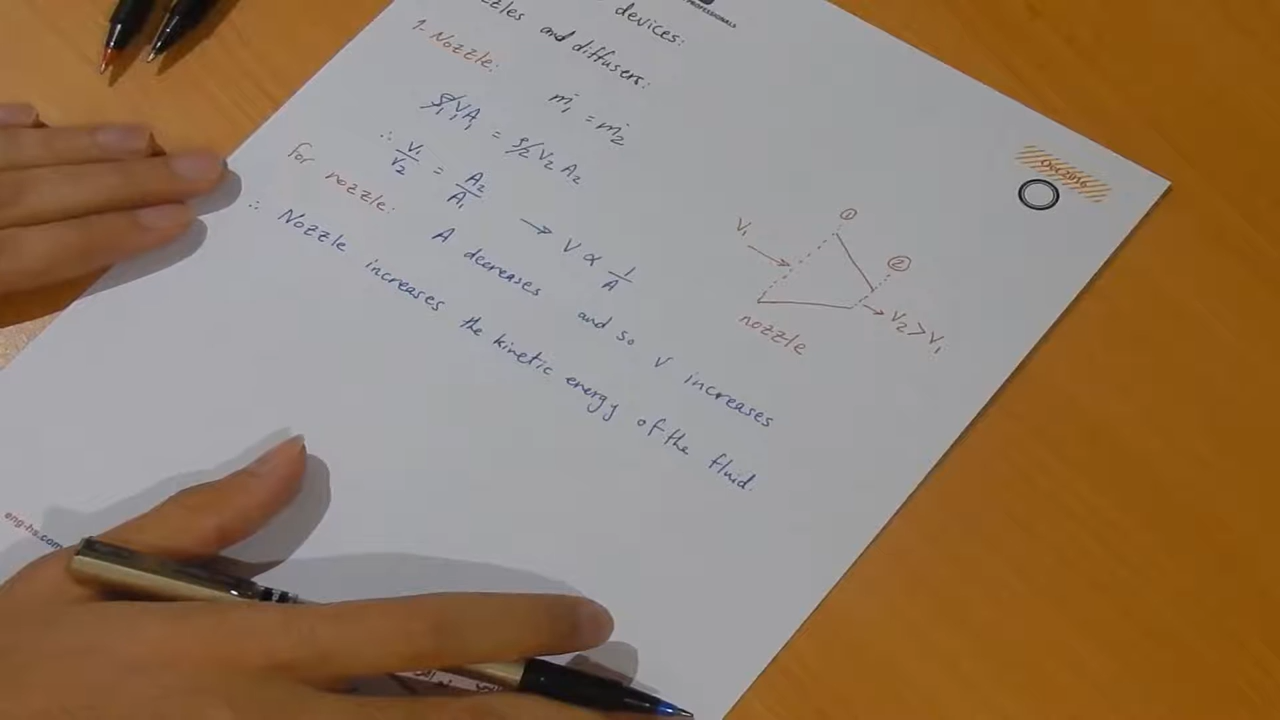 PROFESSIONALS
devices:
and diffusers:
1- Nozzle:
ṁ1 = ṁ2
ρ1V1A1 = ρ2V2A2
∴ V1/V2 = A2/A1 → V ∝ 1/A
for nozzle: A decreases and so V increases
∴ Nozzle increases the kinetic energy of the fluid.
V1
1
2
V2 > V1
nozzle
eng-hs.com